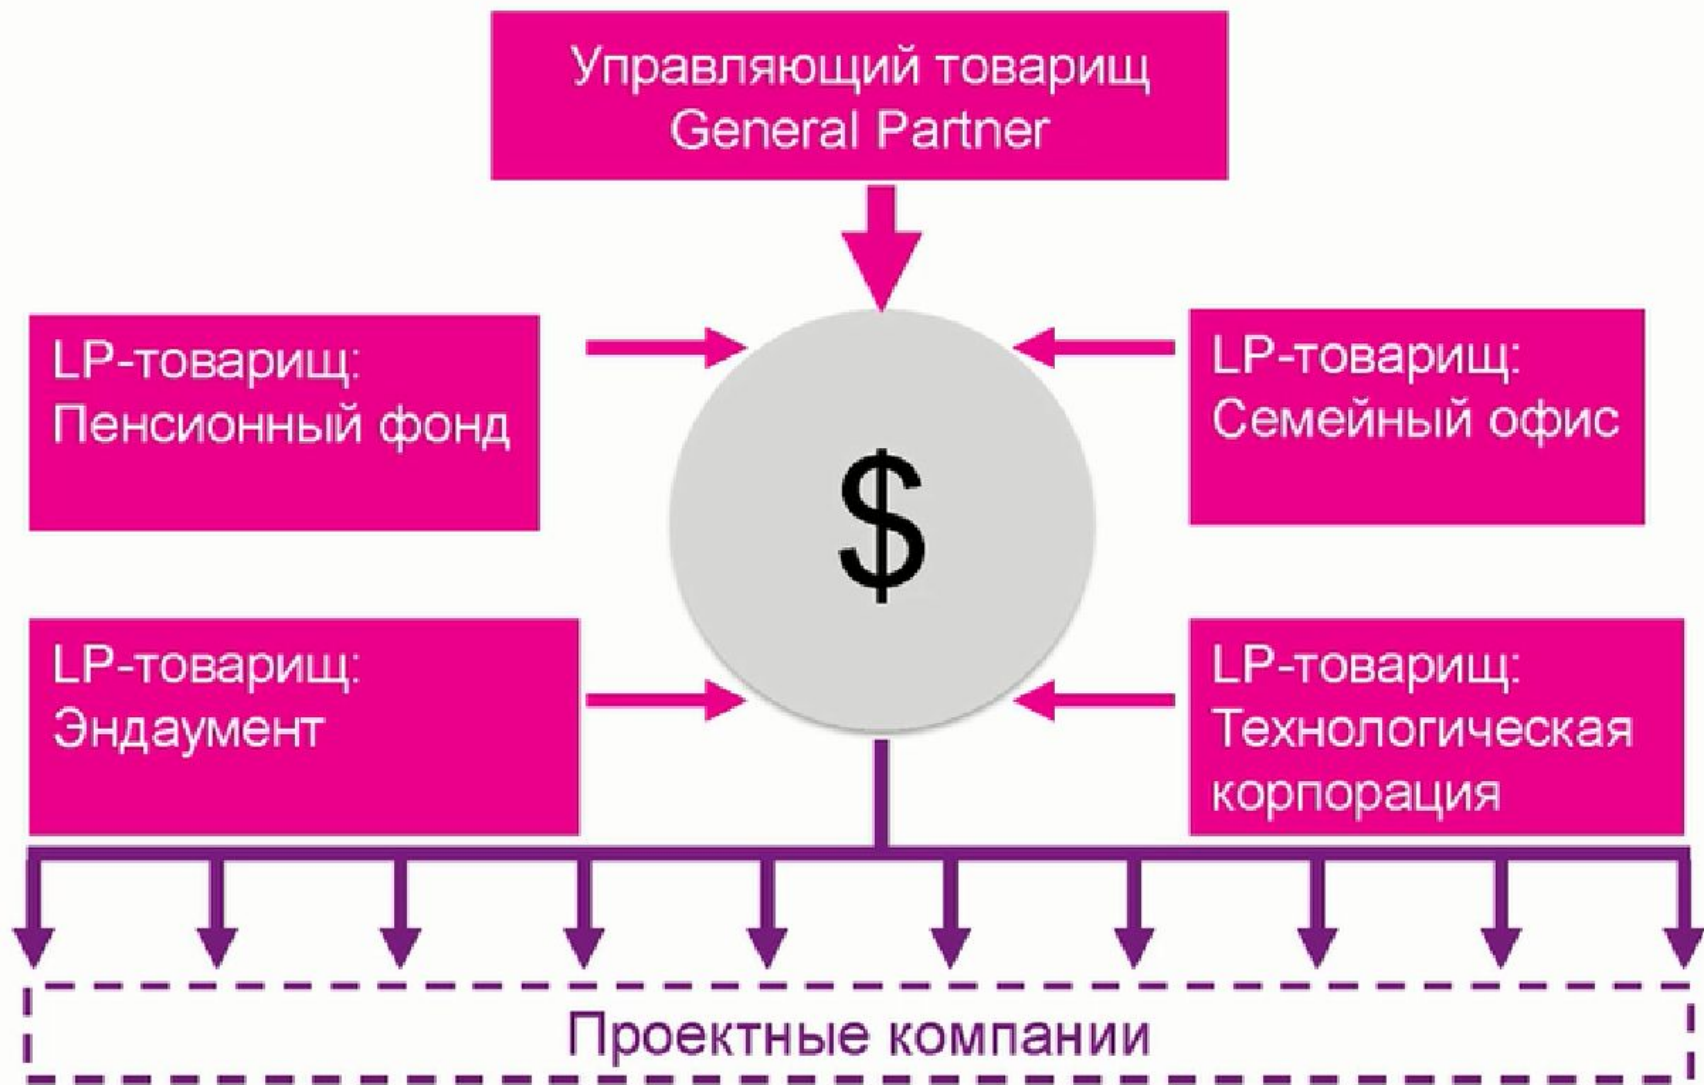 Управляющий товарищ
General Partner
LP-товарищ:
Пенсионный фонд
LP-товарищ:
Семейный офис
$
LP-товарищ:
Эндаумент
LP-товарищ:
Технологическая
корпорация
Проектные компании